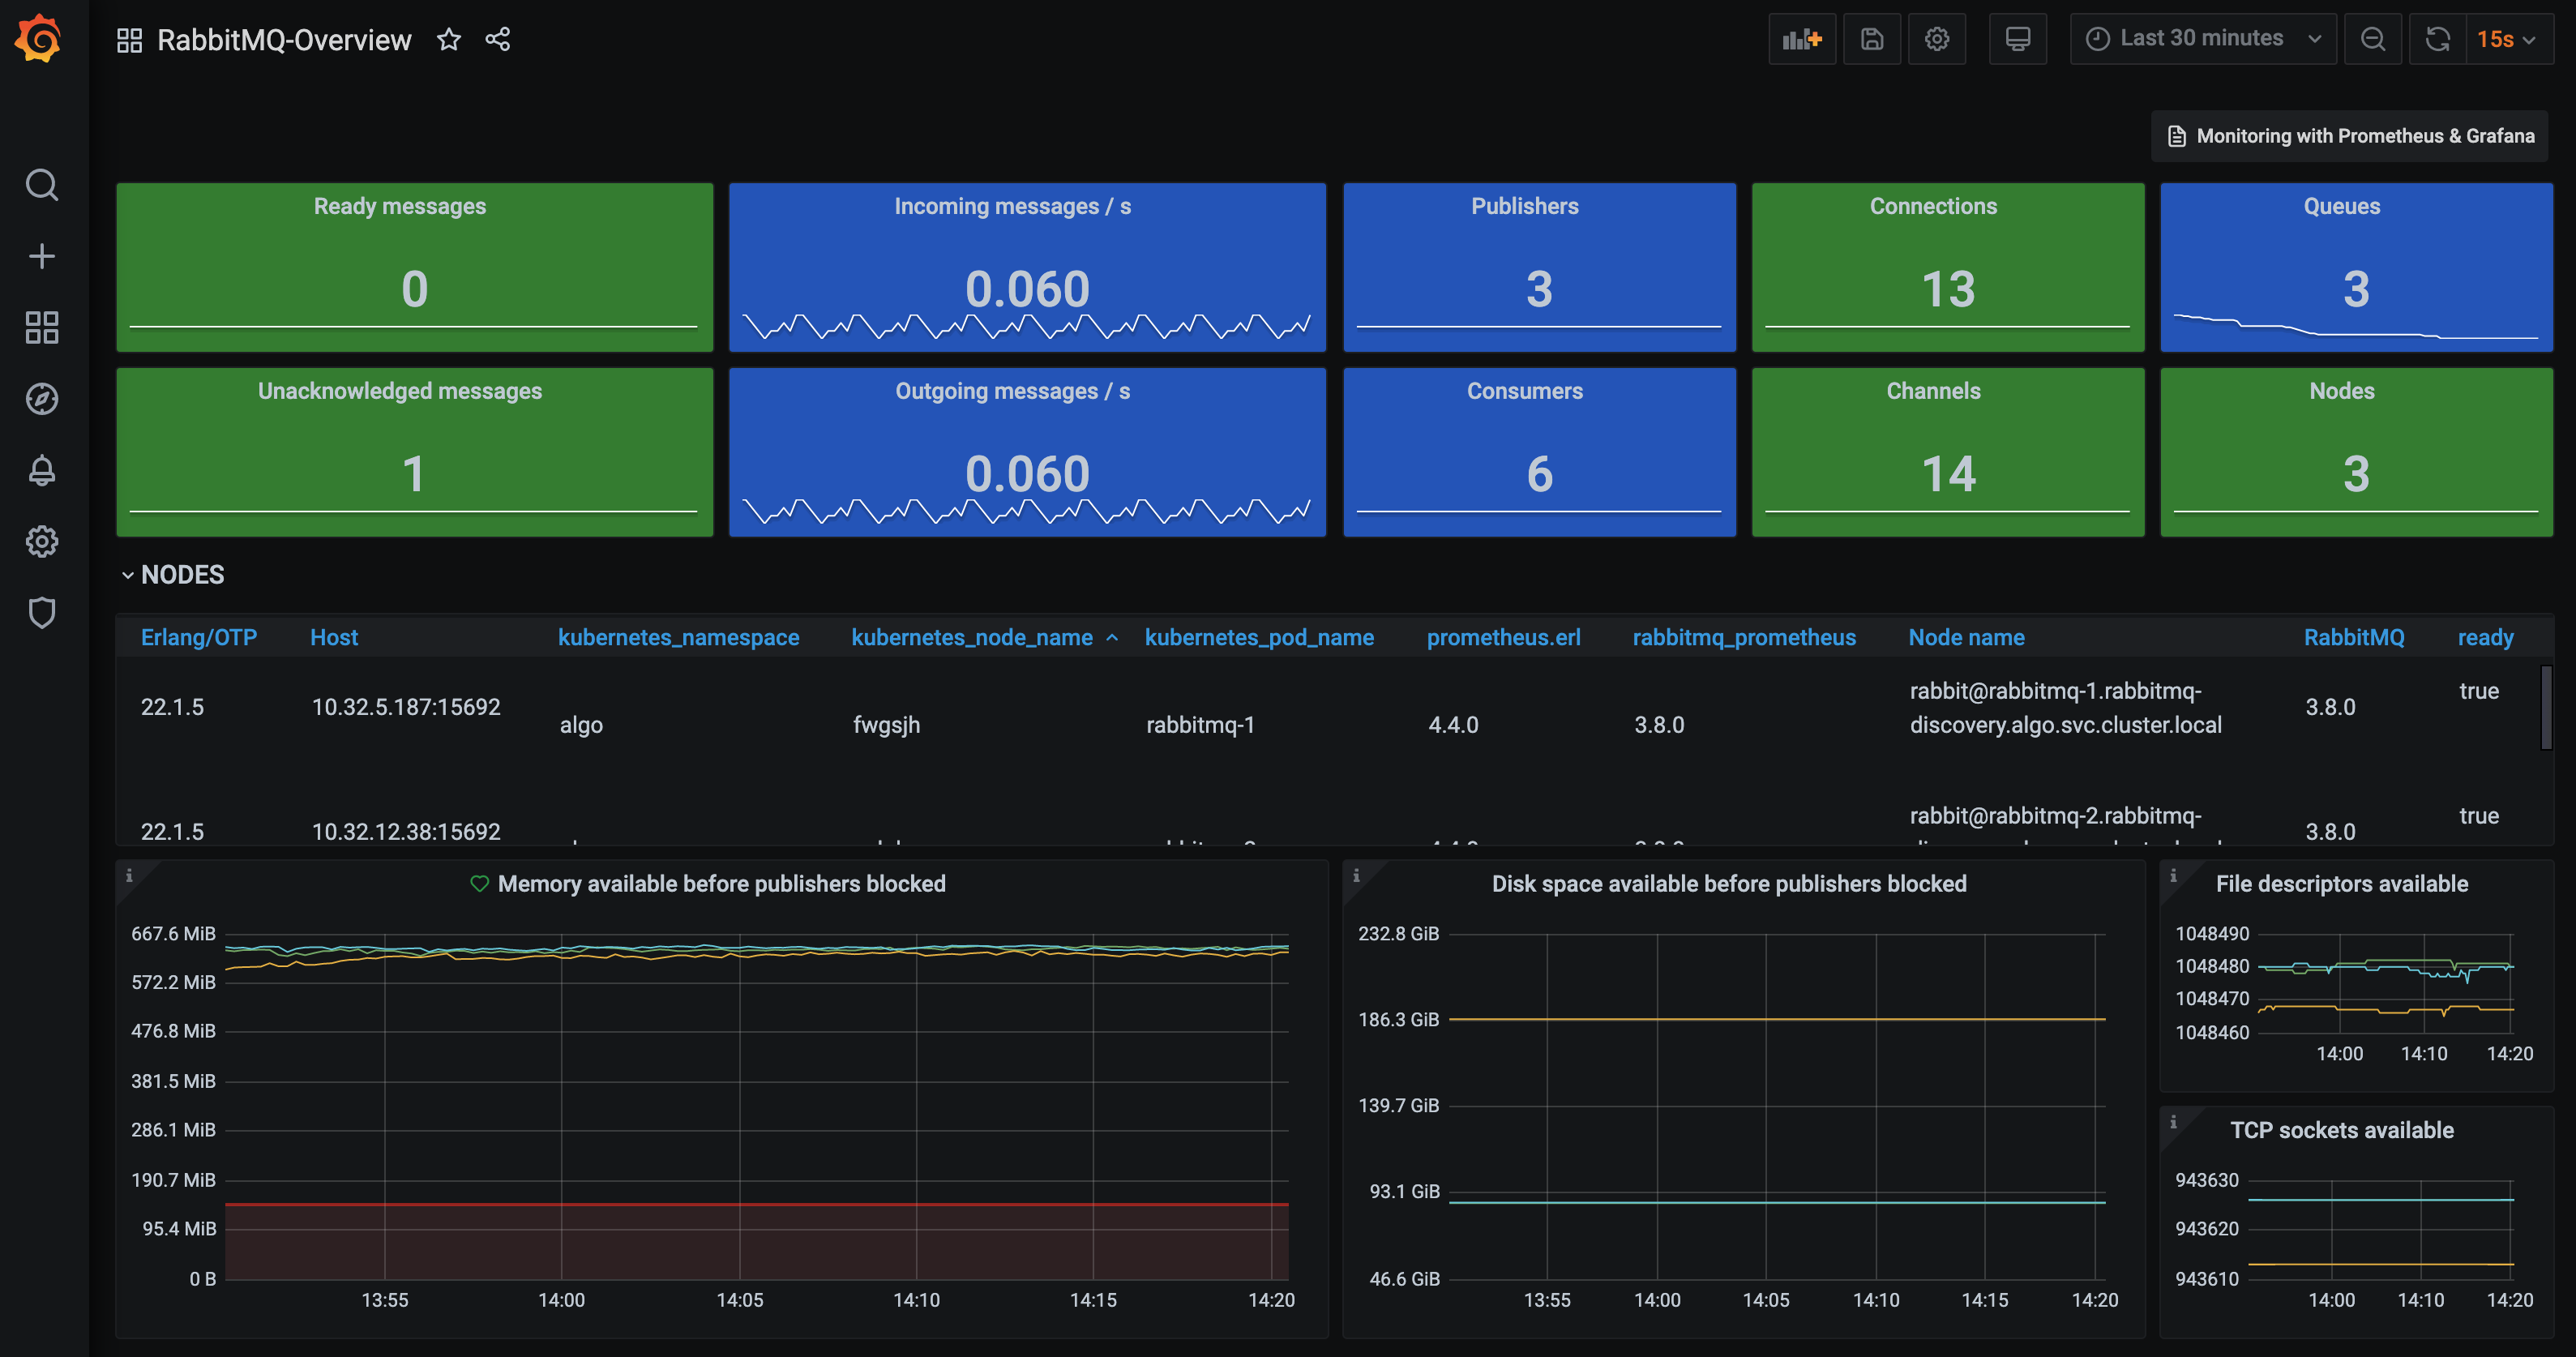 RabbitMQ-Overview
Last 30 minutes
15s
Monitoring with Prometheus & Grafana
Ready messages
0
Incoming messages / s
0.060
Publishers
3
Connections
13
Queues
3
Unacknowledged messages
1
Outgoing messages / s
0.060
Consumers
6
Channels
14
Nodes
3
NODES
Erlang/OTP Host kubernetes_namespace kubernetes_node_name kubernetes_pod_name prometheus.erl rabbitmq_prometheus Node name RabbitMQ ready
22.1.5 10.32.5.187:15692 algo fwgsjh rabbitmq-1 4.4.0 3.8.0 rabbit@rabbitmq-1.rabbitmq-
discovery.algo.svc.cluster.local 3.8.0 true
22.1.5 10.32.12.38:15692 rabbit@rabbitmq-2.rabbitmq- 3.8.0 true
Memory available before publishers blocked
667.6 MiB
572.2 MiB
476.8 MiB
381.5 MiB
286.1 MiB
190.7 MiB
95.4 MiB
0 B
13:55 14:00 14:05 14:10 14:15 14:20
Disk space available before publishers blocked
232.8 GiB
186.3 GiB
139.7 GiB
93.1 GiB
46.6 GiB
13:55 14:00 14:05 14:10 14:15 14:20
File descriptors available
1048490
1048480
1048470
1048460
14:00 14:10 14:20
TCP sockets available
943630
943620
943610
14:00 14:10 14:20